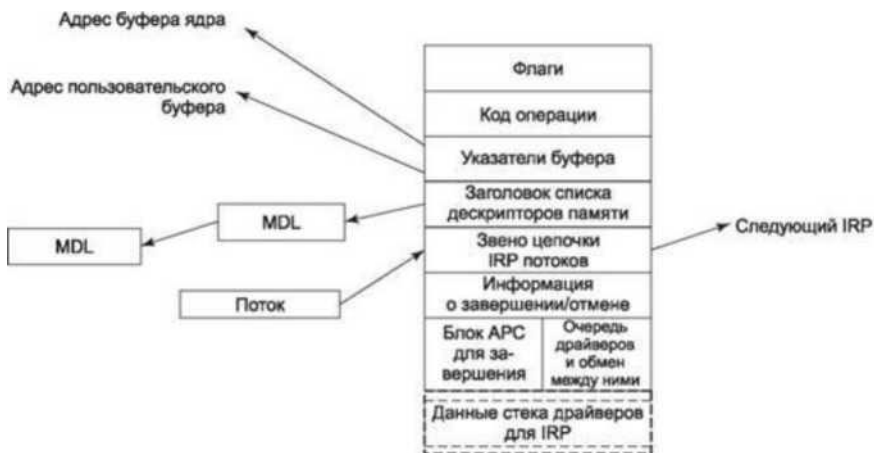 Адрес буфера ядра
Адрес пользовательского
буфера
Флаги
Код операции
Указатели буфера
Заголовок списка
дескрипторов памяти
MDL
MDL
Звено цепочки
IRP потоков
Следующий IRP
Поток
Информация
о завершении/отмене
Блок APC
для за-
вершения
Очередь
драйверов
и обмен
между ними
Данные стека драйверов
для IRP